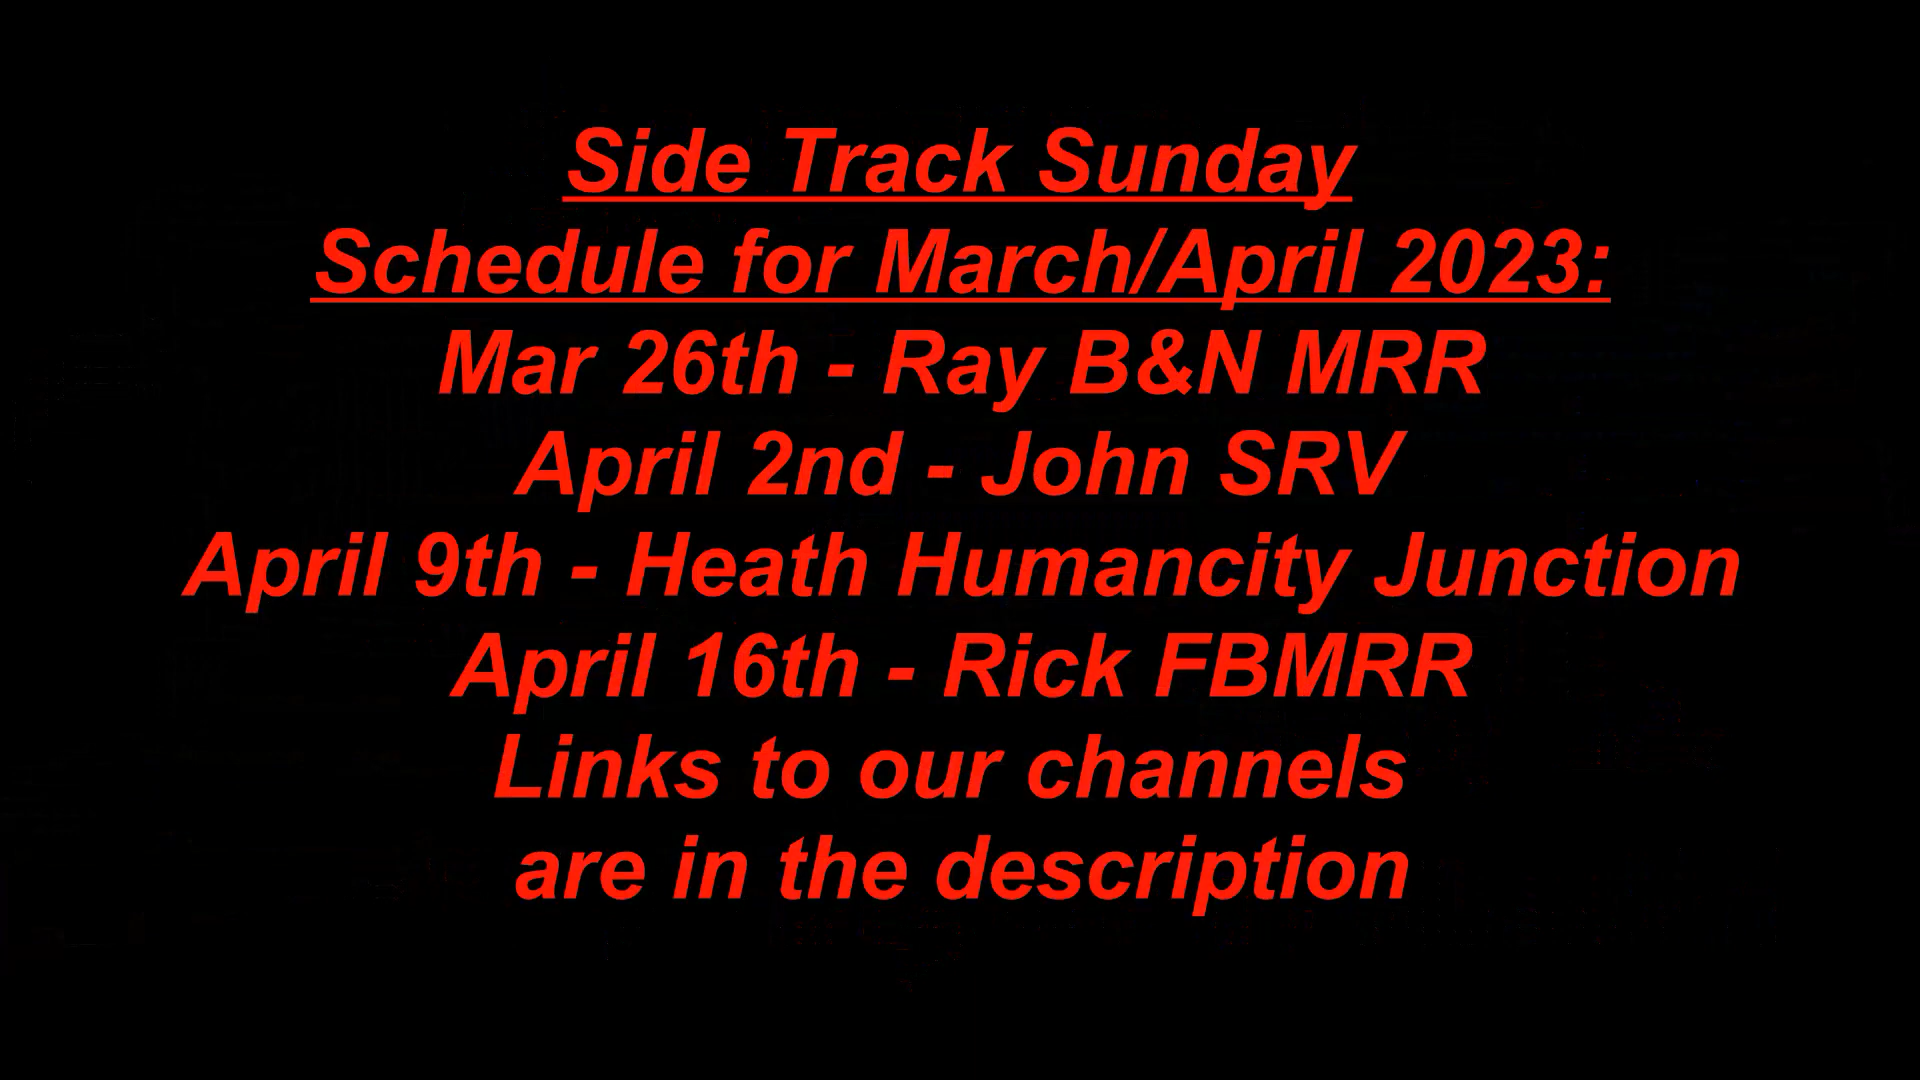 Side Track Sunday
Schedule for March/April 2023:
Mar 26th - Ray B&N MRR
April 2nd - John SRV
April 9th - Heath Humancity Junction
April 16th - Rick FBMRR
Links to our channels
are in the description